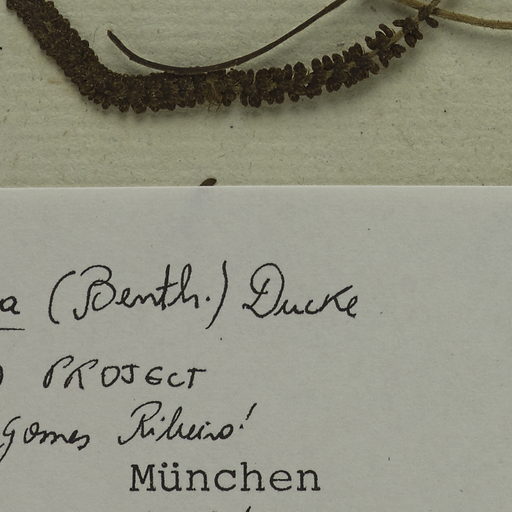 a (Benth.) Ducke
) PROJECT
Gomes Ribeiro!
München